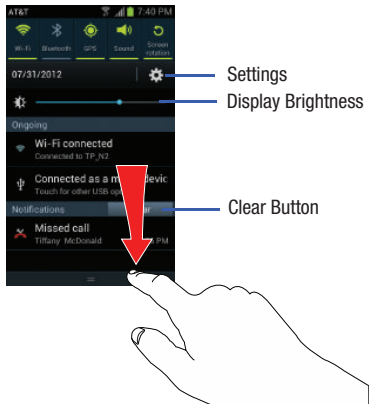 AT&T 7:40 PM
Wi-Fi Bluetooth GPS Sound Screen rotation
07/31/2012
Settings
Display Brightness
Ongoing
Wi-Fi connected
Connected to TP_N2
Connected as a m devic
Touch for other USB op
Notifications
Clear Button
Missed call
Tiffany McDonald PM